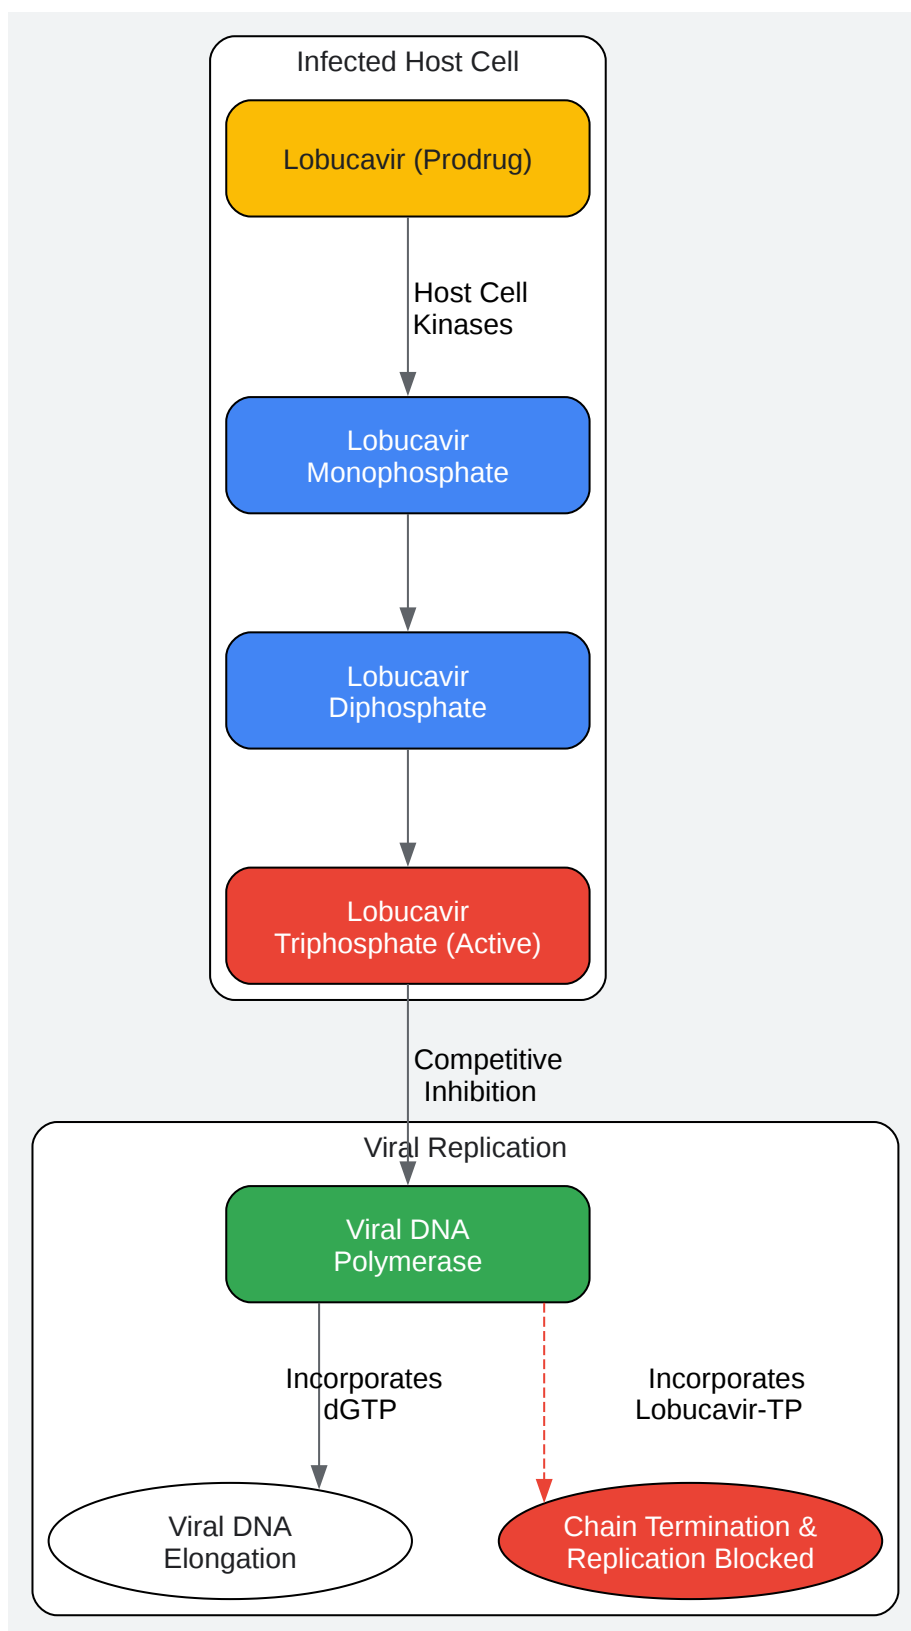 Infected Host Cell
Lobucavir (Prodrug)
Host Cell
Kinases
Lobucavir
Monophosphate
Lobucavir
Diphosphate
Lobucavir
Triphosphate (Active)
Competitive
Inhibition
Viral Replication
Viral DNA
Polymerase
Incorporates
dGTP
Incorporates
Lobucavir-TP
Viral DNA
Elongation
Chain Termination &
Replication Blocked